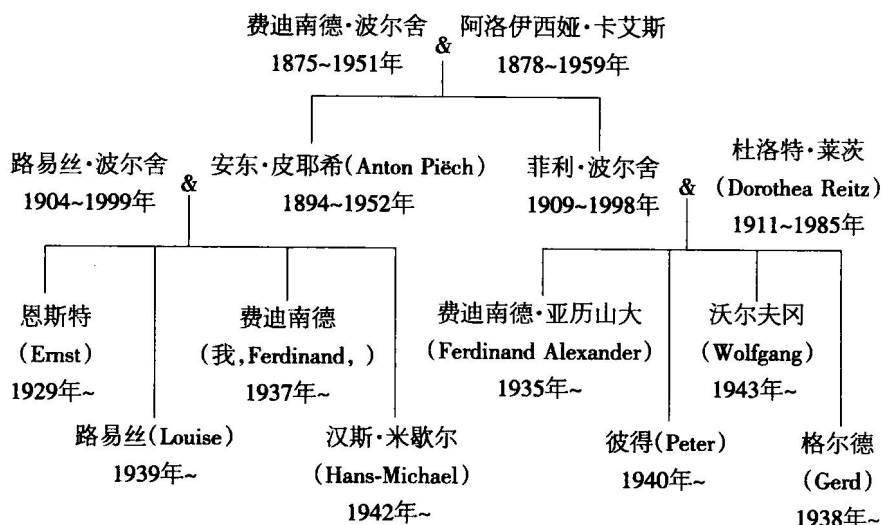 费迪南德·波尔舍 & 阿洛伊西娅·卡艾斯
1875~1951年 1878~1959年
路易丝·波尔舍 & 安东·皮耶希(Anton Piëch) 菲利·波尔舍 & 杜洛特·莱茨
(Dorothea Reitz)
1904~1999年 1894~1952年 1909~1998年 1911~1985年
恩斯特 费迪南德 费迪南德·亚历山大 沃尔夫冈
(Ernst) (我,Ferdinand, ) (Ferdinand Alexander) (Wolfgang)
1929年~ 1937年~ 1935年~ 1943年~
路易丝(Louise) 汉斯·米歇尔 彼得(Peter) 格尔德
1939年~ (Hans-Michael) 1940年~ (Gerd)
1942年~ 1938年~